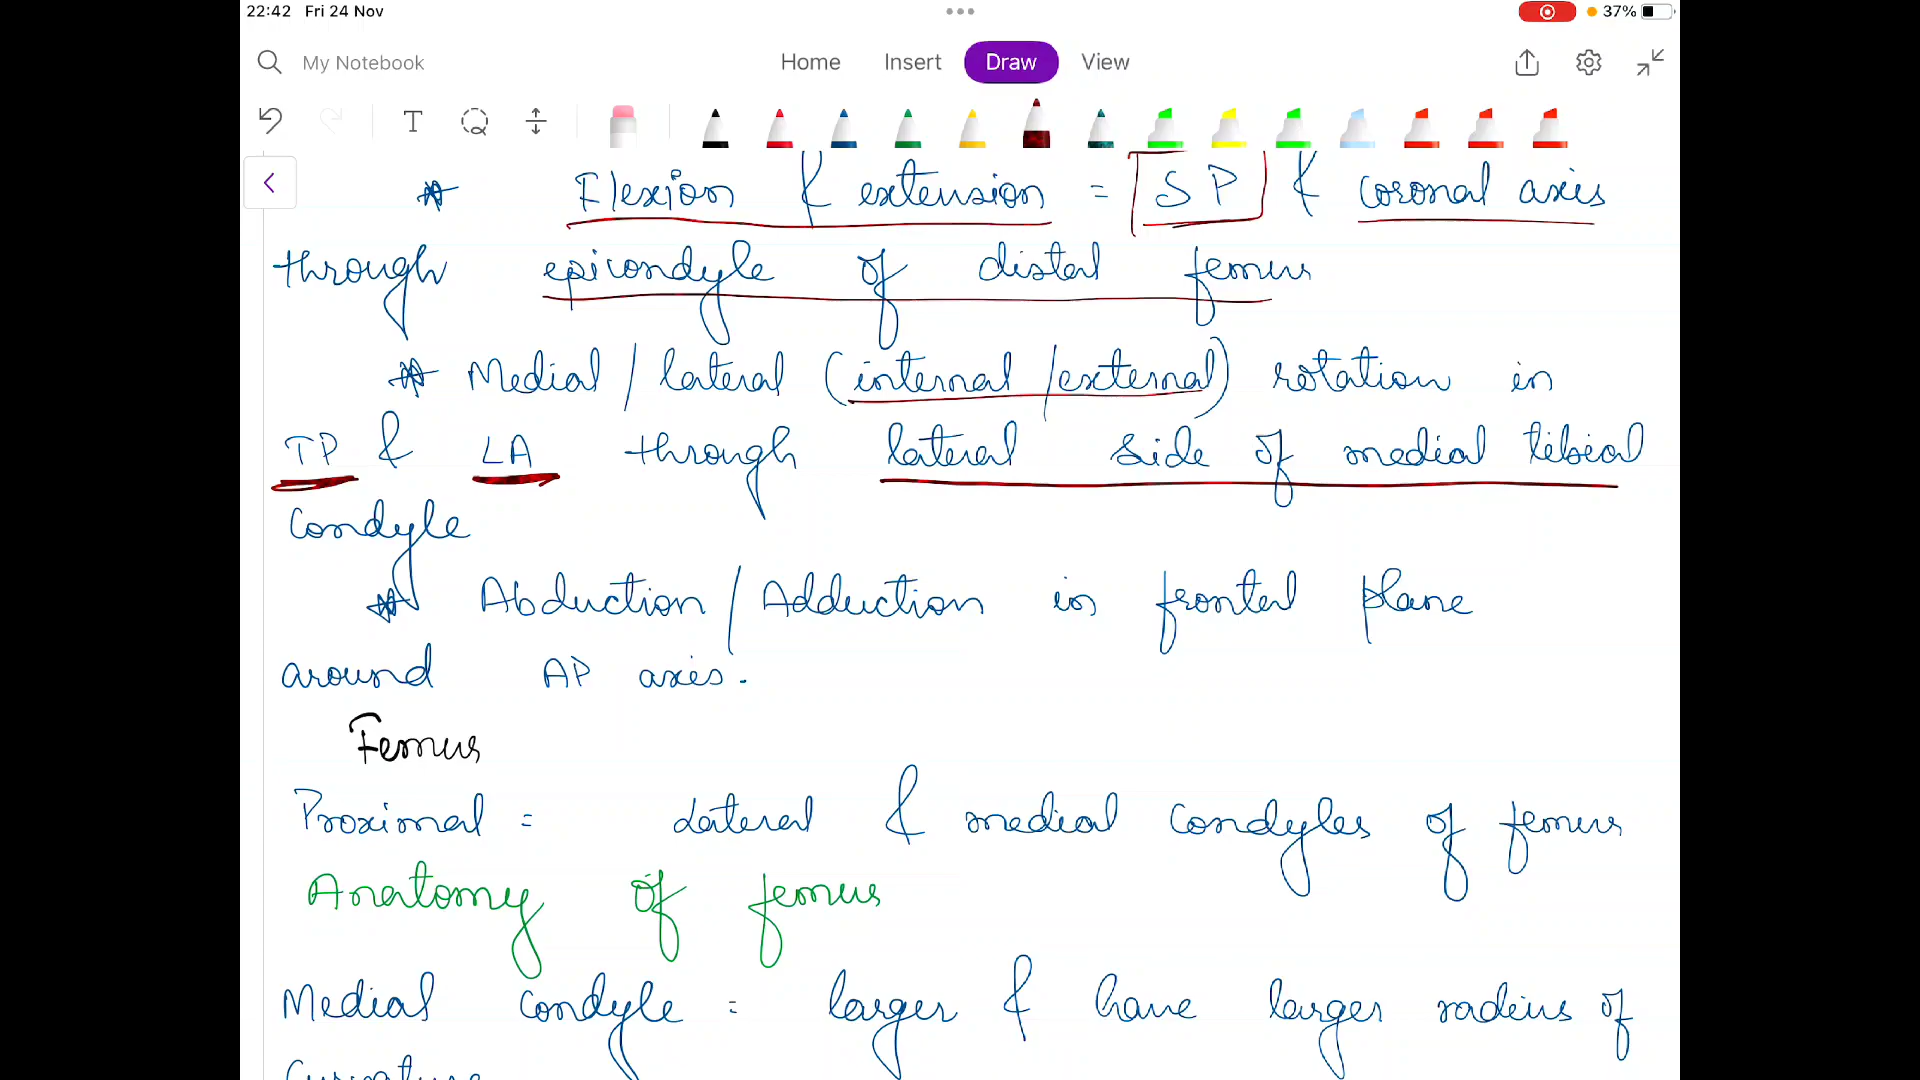 22:42 Fri 24 Nov
37%
My Notebook
Home Insert Draw View
T
* Flexion & extension = SP & coronal axis
through epicondyle of distal femur
* Medial / lateral (internal / external) rotation in
TP & LA through lateral side of medial tibial
condyle
* Abduction / Adduction in frontal plane
around AP axis.
Femur
Proximal = Lateral & medial condyles of femur
Anatomy of femur
Medial condyle = larger & have larger radius of
Curvature